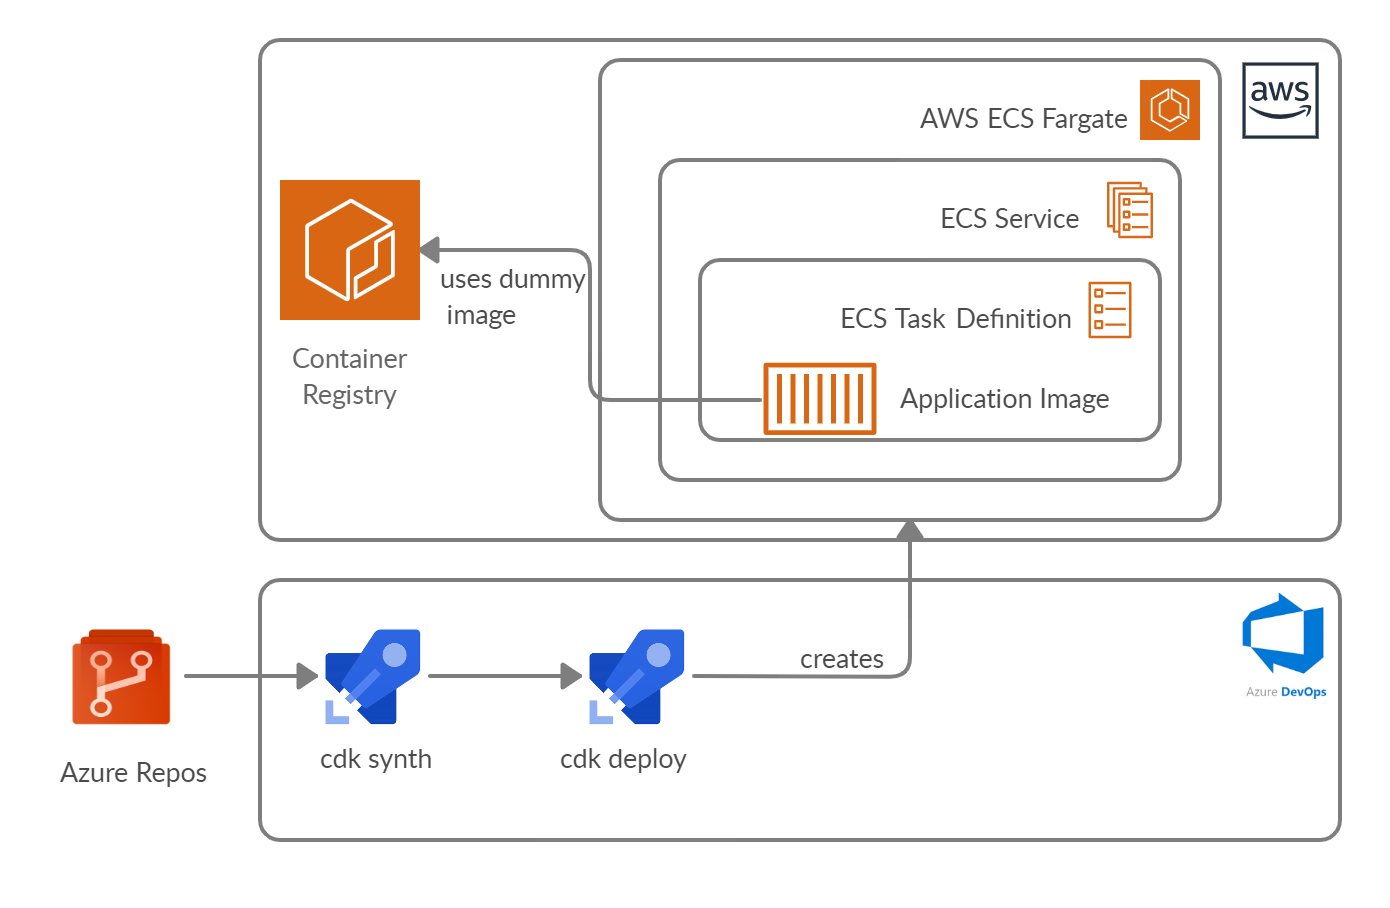 aws
AWS ECS Fargate
ECS Service
uses dummy
image
ECS Task Definition
Container
Registry
Application Image
creates
Azure DevOps
cdk synth
cdk deploy
Azure Repos